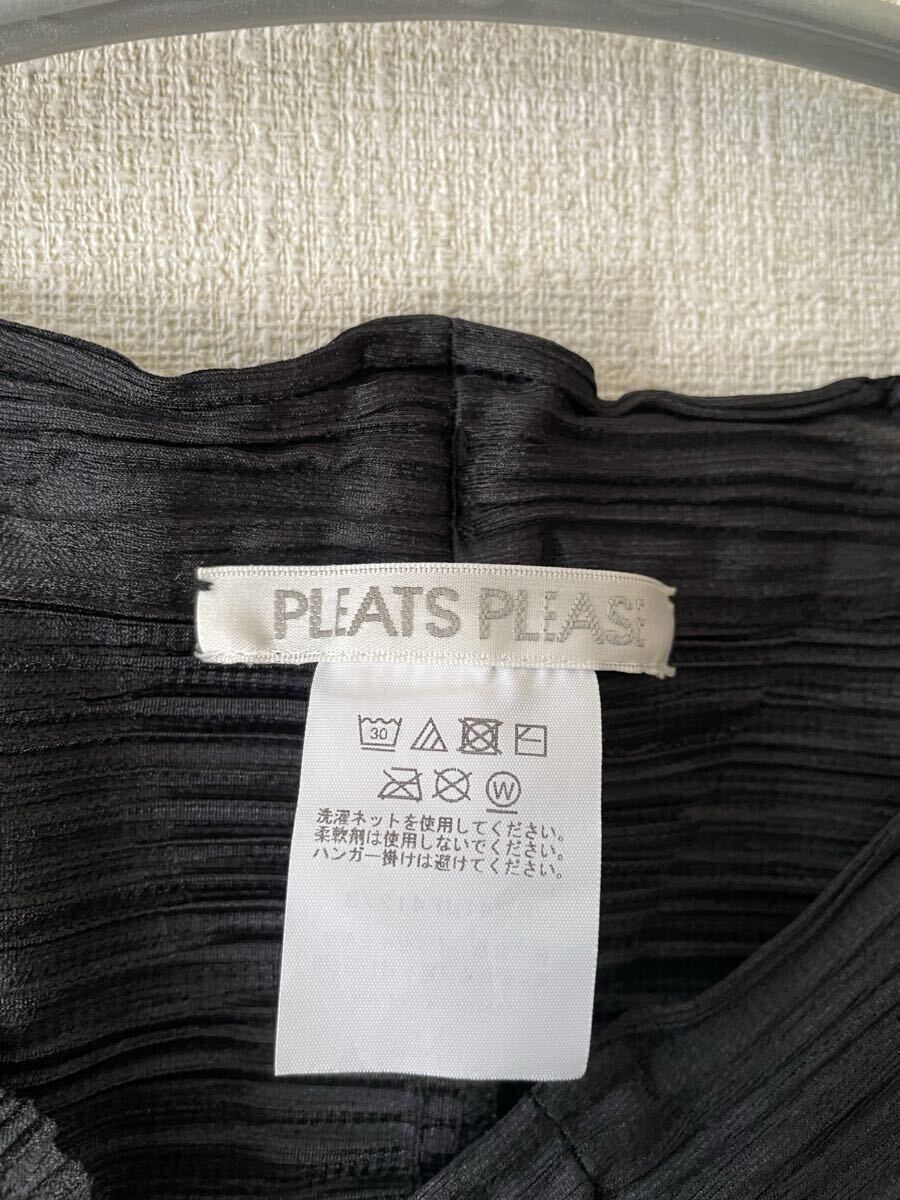 PLEATS PLEASE
30
W
洗濯ネットを使用してください。
柔軟剤は使用しないでください。
ハンガー掛けは避けてください。